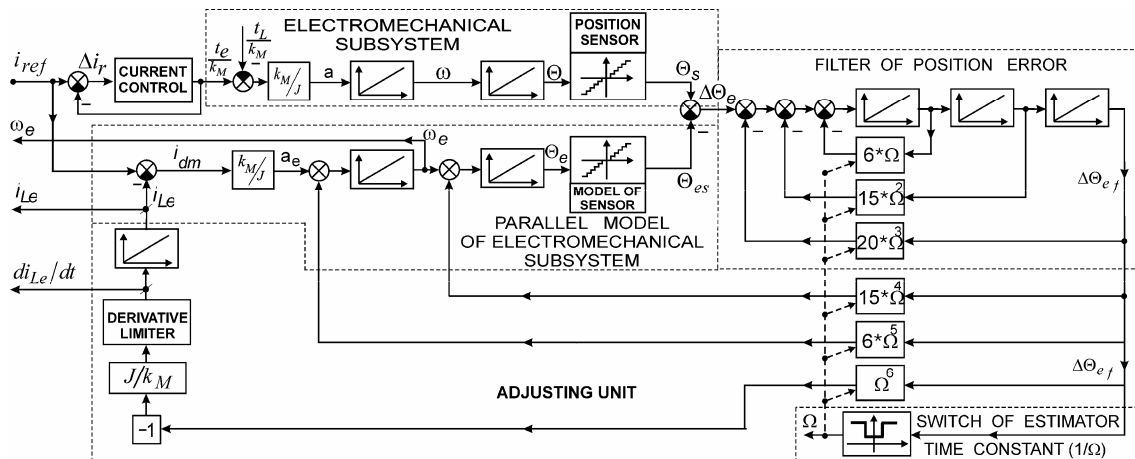 ELECTROMECHANICAL
SUBSYSTEM
POSITION
SENSOR
FILTER OF POSITION ERROR
i_ref
Δi_r
CURRENT
CONTROL
t_e/k_M
t_L/k_M
k_M/J
a
ω
Θ
Θ_s
ΔΘ_e
ω_e
ω_e
i_dm
k_M/J
a_e
Θ_e
MODEL OF
SENSOR
Θ_es
6*Ω
15*Ω^2
20*Ω^3
ΔΘ_ef
i_Le
i_Le
PARALLEL MODEL
OF ELECTROMECHANICAL
SUBSYSTEM
di_Le/dt
DERIVATIVE
LIMITER
15*Ω^4
6*Ω^5
Ω^6
ΔΘ_ef
J/k_M
ADJUSTING UNIT
−1
Ω
SWITCH OF ESTIMATOR
TIME CONSTANT (1/Ω)